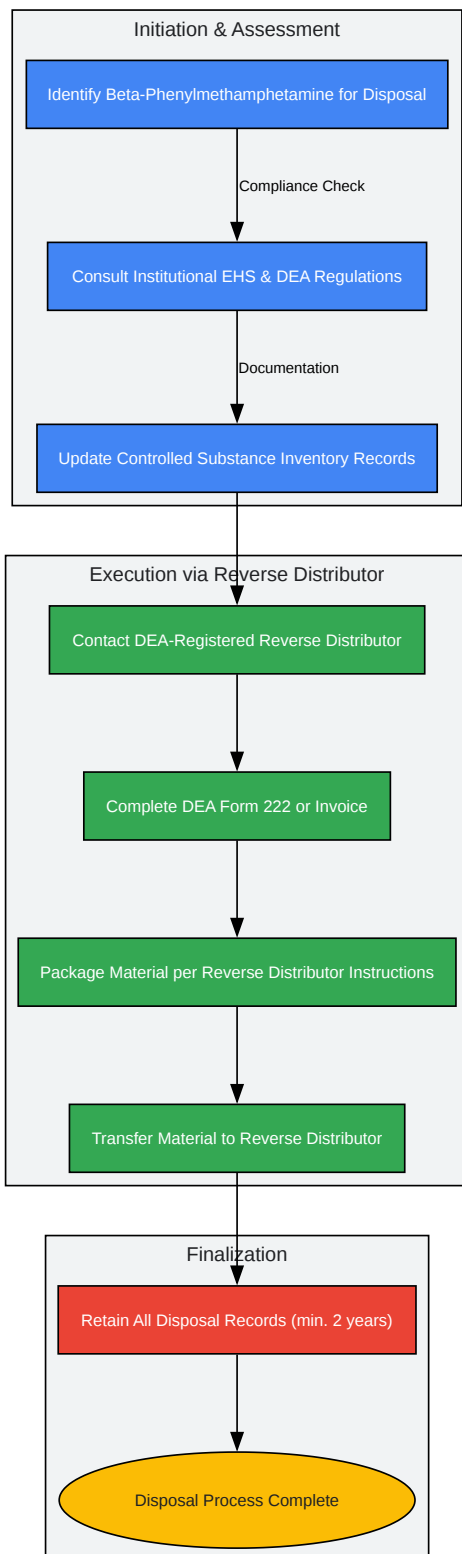 Initiation & Assessment
Identify Beta-Phenylmethamphetamine for Disposal
Compliance Check
Consult Institutional EHS & DEA Regulations
Documentation
Update Controlled Substance Inventory Records
Execution via Reverse Distributor
Contact DEA-Registered Reverse Distributor
Complete DEA Form 222 or Invoice
Package Material per Reverse Distributor Instructions
Transfer Material to Reverse Distributor
Finalization
Retain All Disposal Records (min. 2 years)
Disposal Process Complete